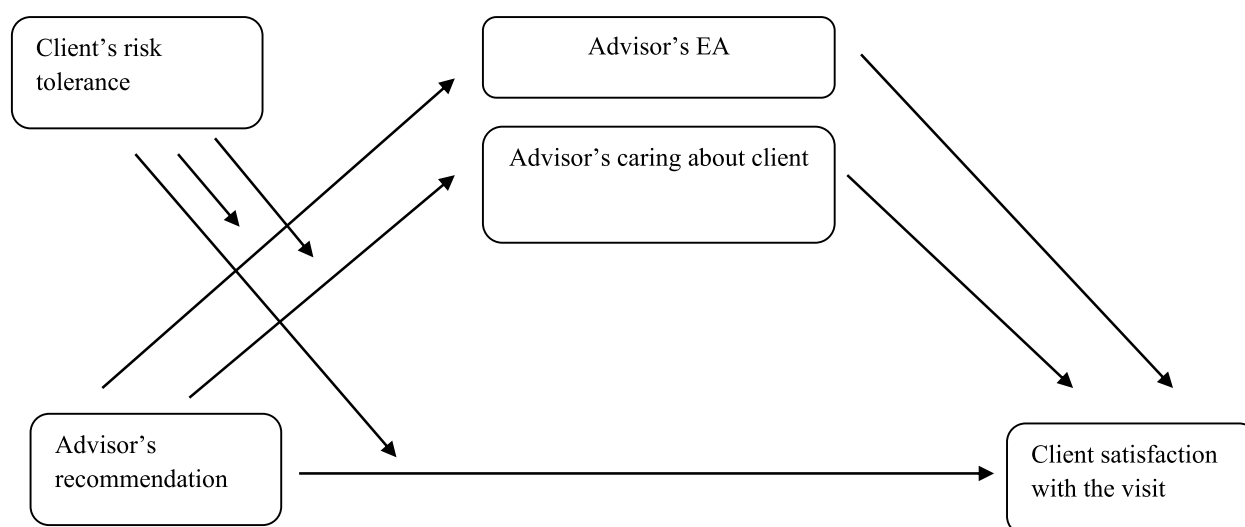 Client’s risk
tolerance
Advisor’s EA
Advisor’s caring about client
Advisor’s
recommendation
Client satisfaction
with the visit